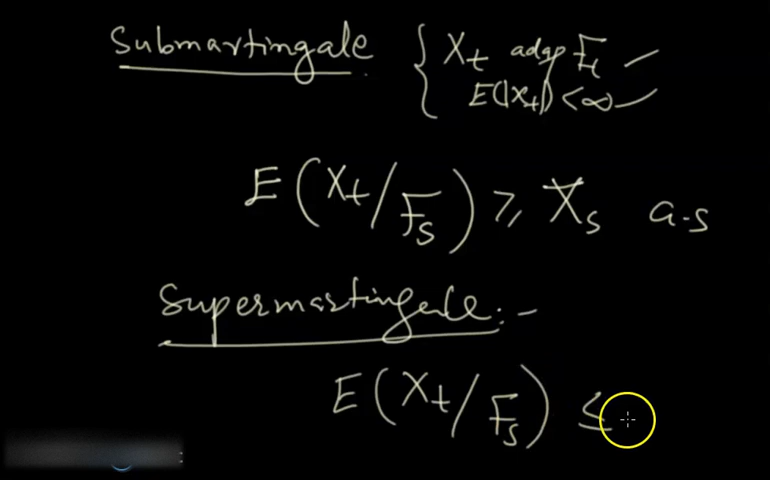 Submartingale { Xt adap Ft
E(|Xt|) < ∞
E(Xt/Fs) ⩾ Xs a.s
Supermartingale:-
E(Xt/Fs) ≤